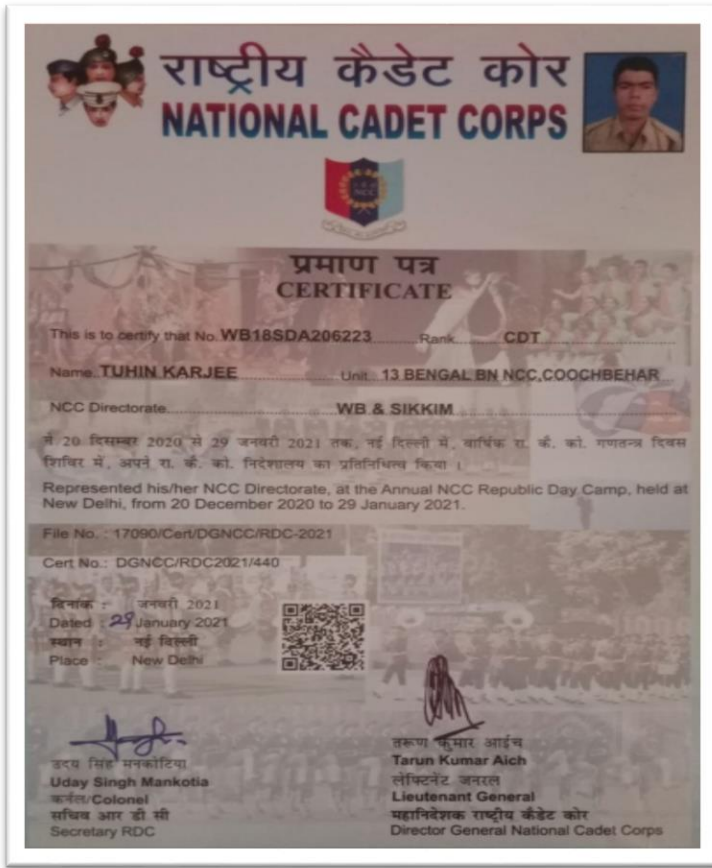 राष्ट्रीय कैडेट कोर
NATIONAL CADET CORPS
NCC
प्रमाण पत्र
CERTIFICATE
This is to certify that No. WB18SDA206223 Rank CDT
Name. TUHIN KARJEE Unit. 13 BENGAL BN NCC,COOCHBEHAR
NCC Directorate WB & SIKKIM
ने 20 दिसम्बर 2020 से 29 जनवरी 2021 तक, नई दिल्ली में, वार्षिक रा. कै. को. गणतन्त्र दिवस
शिविर में, अपने रा. कै. को. निदेशालय का प्रतिनिधित्व किया ।
Represented his/her NCC Directorate, at the Annual NCC Republic Day Camp, held at
New Delhi, from 20 December 2020 to 29 January 2021.
File No. : 17090/Cert/DGNCC/RDC-2021
Cert No.: DGNCC/RDC2021/440
दिनांक : जनवरी 2021
Dated : 29 January 2021
स्थान : नई दिल्ली
Place : New Delhi
उदय सिंह मनकोटिया
Uday Singh Mankotia
कर्नल/Colonel
सचिव आर डी सी
Secretary RDC
तरूण कुमार आईच
Tarun Kumar Aich
लेफ्टिनेंट जनरल
Lieutenant General
महानिदेशक राष्ट्रीय कैडेट कोर
Director General National Cadet Corps